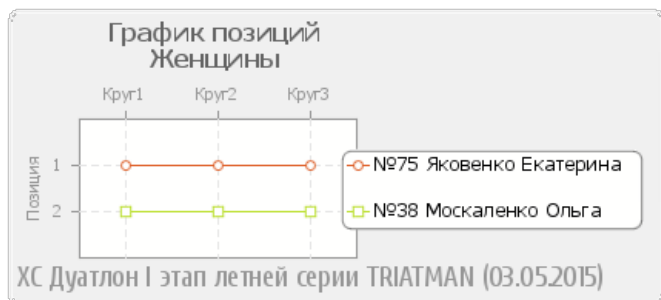 График позиций
Женщины
Круг1 Круг2 Круг3
Позиция
1
2
№75 Яковенко Екатерина
№38 Москаленко Ольга
XC Дуатлон I этап летней серии TRIATMAN (03.05.2015)